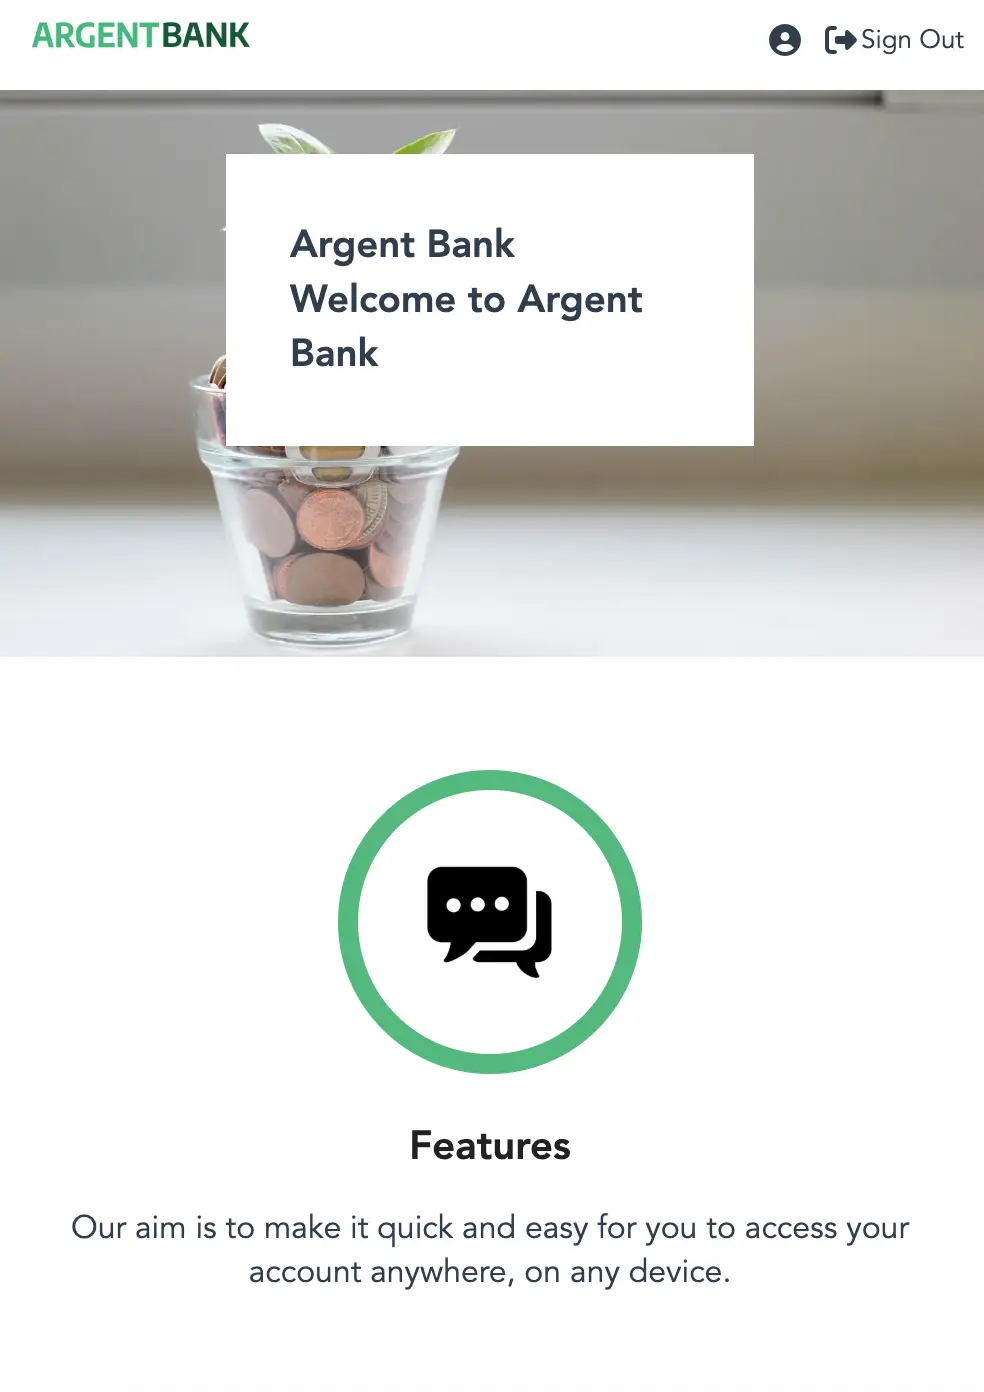 ARGENTBANK
Sign Out
Argent Bank
Welcome to Argent
Bank
Features
Our aim is to make it quick and easy for you to access your
account anywhere, on any device.